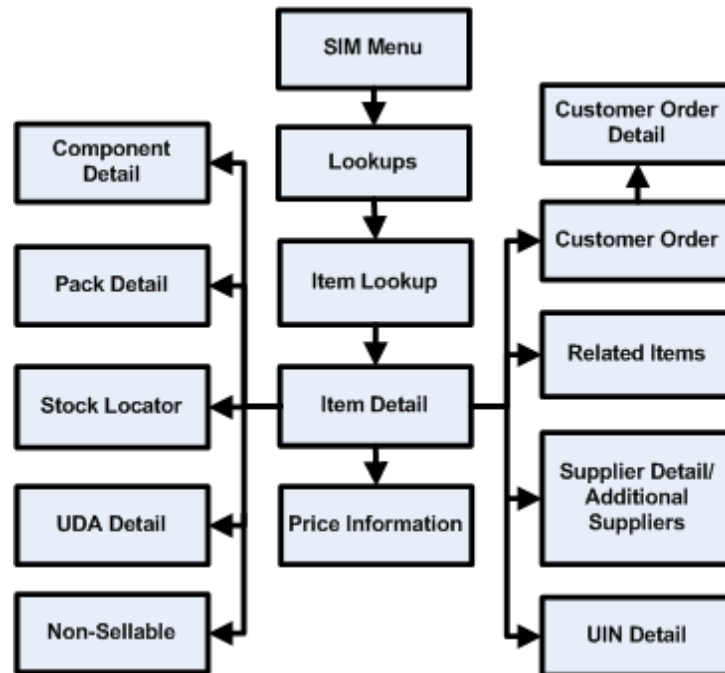 SIM Menu
Customer Order
Detail
Component
Detail
Lookups
Customer Order
Pack Detail
Item Lookup
Related Items
Stock Locator
Item Detail
Supplier Detail/
Additional
Suppliers
UDA Detail
Price Information
Non-Sellable
UIN Detail